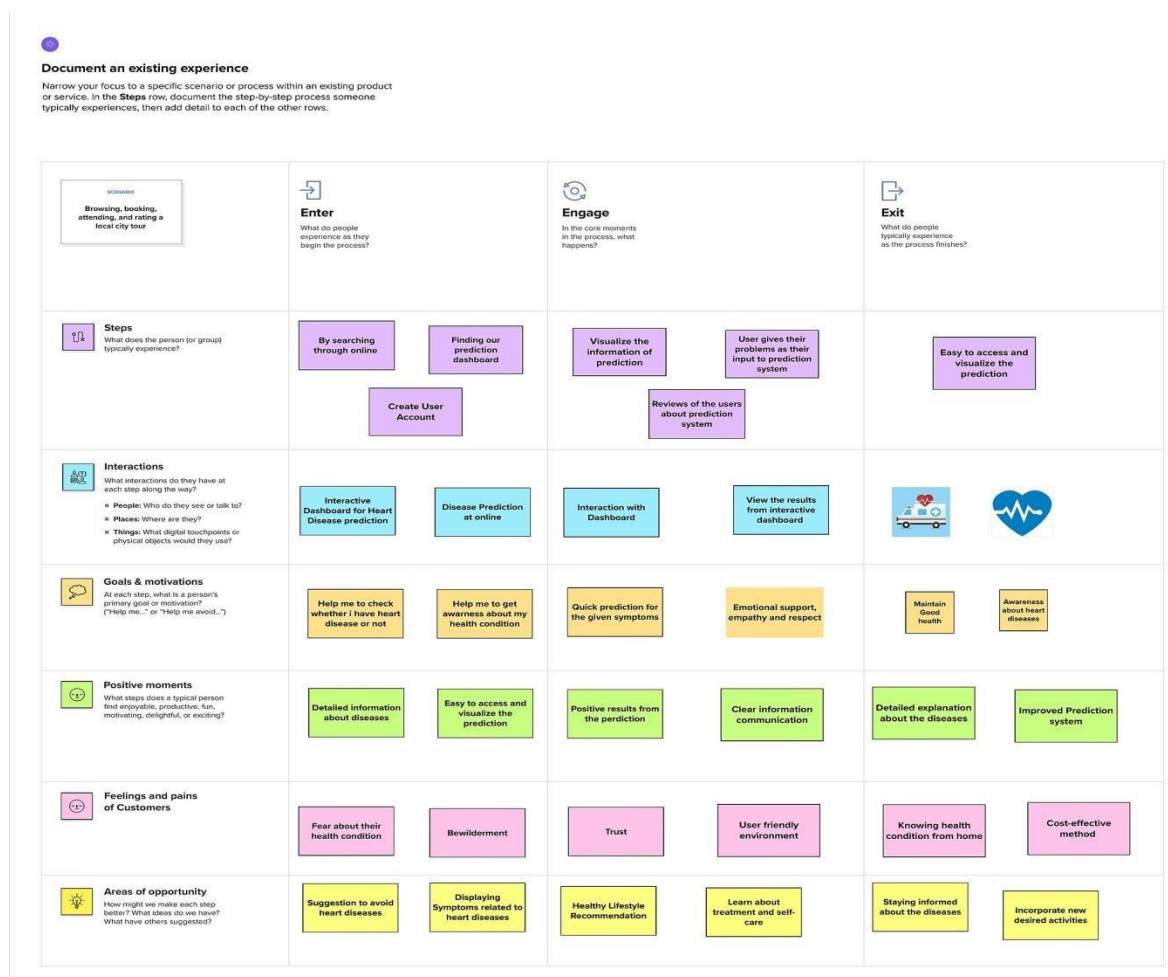 Document an existing experience
Narrow your focus to a specific scenario or process within an existing product
or service. In the Steps row, document the step-by-step process someone
typically experiences, then add detail to each of the other rows.
SCENARIO
Browsing, booking,
attending, and rating a
local city tour
Enter
What do people
experience as they
begin the process?
Engage
In the core moments
in the process, what
happens?
Exit
What do people
typically experience
as the process finishes?
Steps
What does the person (or group)
typically experience?
By searching
through online
Finding our
prediction
dashboard
Create User
Account
Visualize the
information of
prediction
User gives their
problems as their
input to prediction
system
Reviews of the users
about prediction
system
Easy to access and
visualize the
prediction
Interactions
What interactions do they have at
each step along the way?
People: Who do they see or talk to?
Places: Where are they?
Things: What digital touchpoints or
physical objects would they use?
Interactive
Dashboard for Heart
Disease prediction
Disease Prediction
at online
Interaction with
Dashboard
View the results
from interactive
dashboard
Goals & motivations
At each step, what is a person's
primary goal or motivation?
("Help me..." or "Help me avoid...")
Help me to check
whether i have heart
disease or not
Help me to get
awarness about my
health condition
Quick prediction for
the given symptoms
Emotional support,
empathy and respect
Maintain
Good
health
Awareness
about heart
diseases
Positive moments
What steps does a typical person
find enjoyable, productive, fun,
motivating, delightful, or exciting?
Detailed information
about diseases
Easy to access and
visualize the
prediction
Positive results from
the perdiction
Clear information
communication
Detailed explanation
about the diseases
Improved Prediction
system
Feelings and pains
of Customers
Fear about their
health condition
Bewilderment
Trust
User friendly
environment
Knowing health
condition from home
Cost-effective
method
Areas of opportunity
How might we make each step
better? What ideas do we have?
What have others suggested?
Suggestion to avoid
heart diseases
Displaying
Symptoms related to
heart diseases
Healthy Lifestyle
Recommendation
Learn about
treatment and self-
care
Staying informed
about the diseases
Incorporate new
desired activities